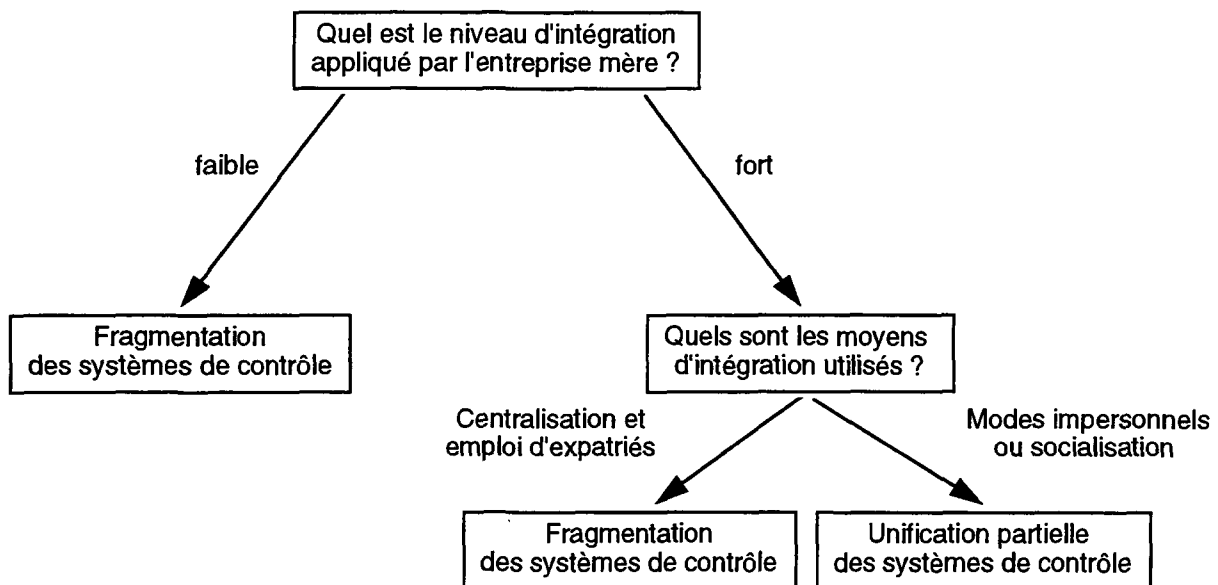 Quel est le niveau d'intégration
appliqué par l'entreprise mère ?
faible
fort
Fragmentation
des systèmes de contrôle
Quels sont les moyens
d'intégration utilisés ?
Centralisation et
emploi d'expatriés
Modes impersonnels
ou socialisation
Fragmentation
des systèmes de contrôle
Unification partielle
des systèmes de contrôle